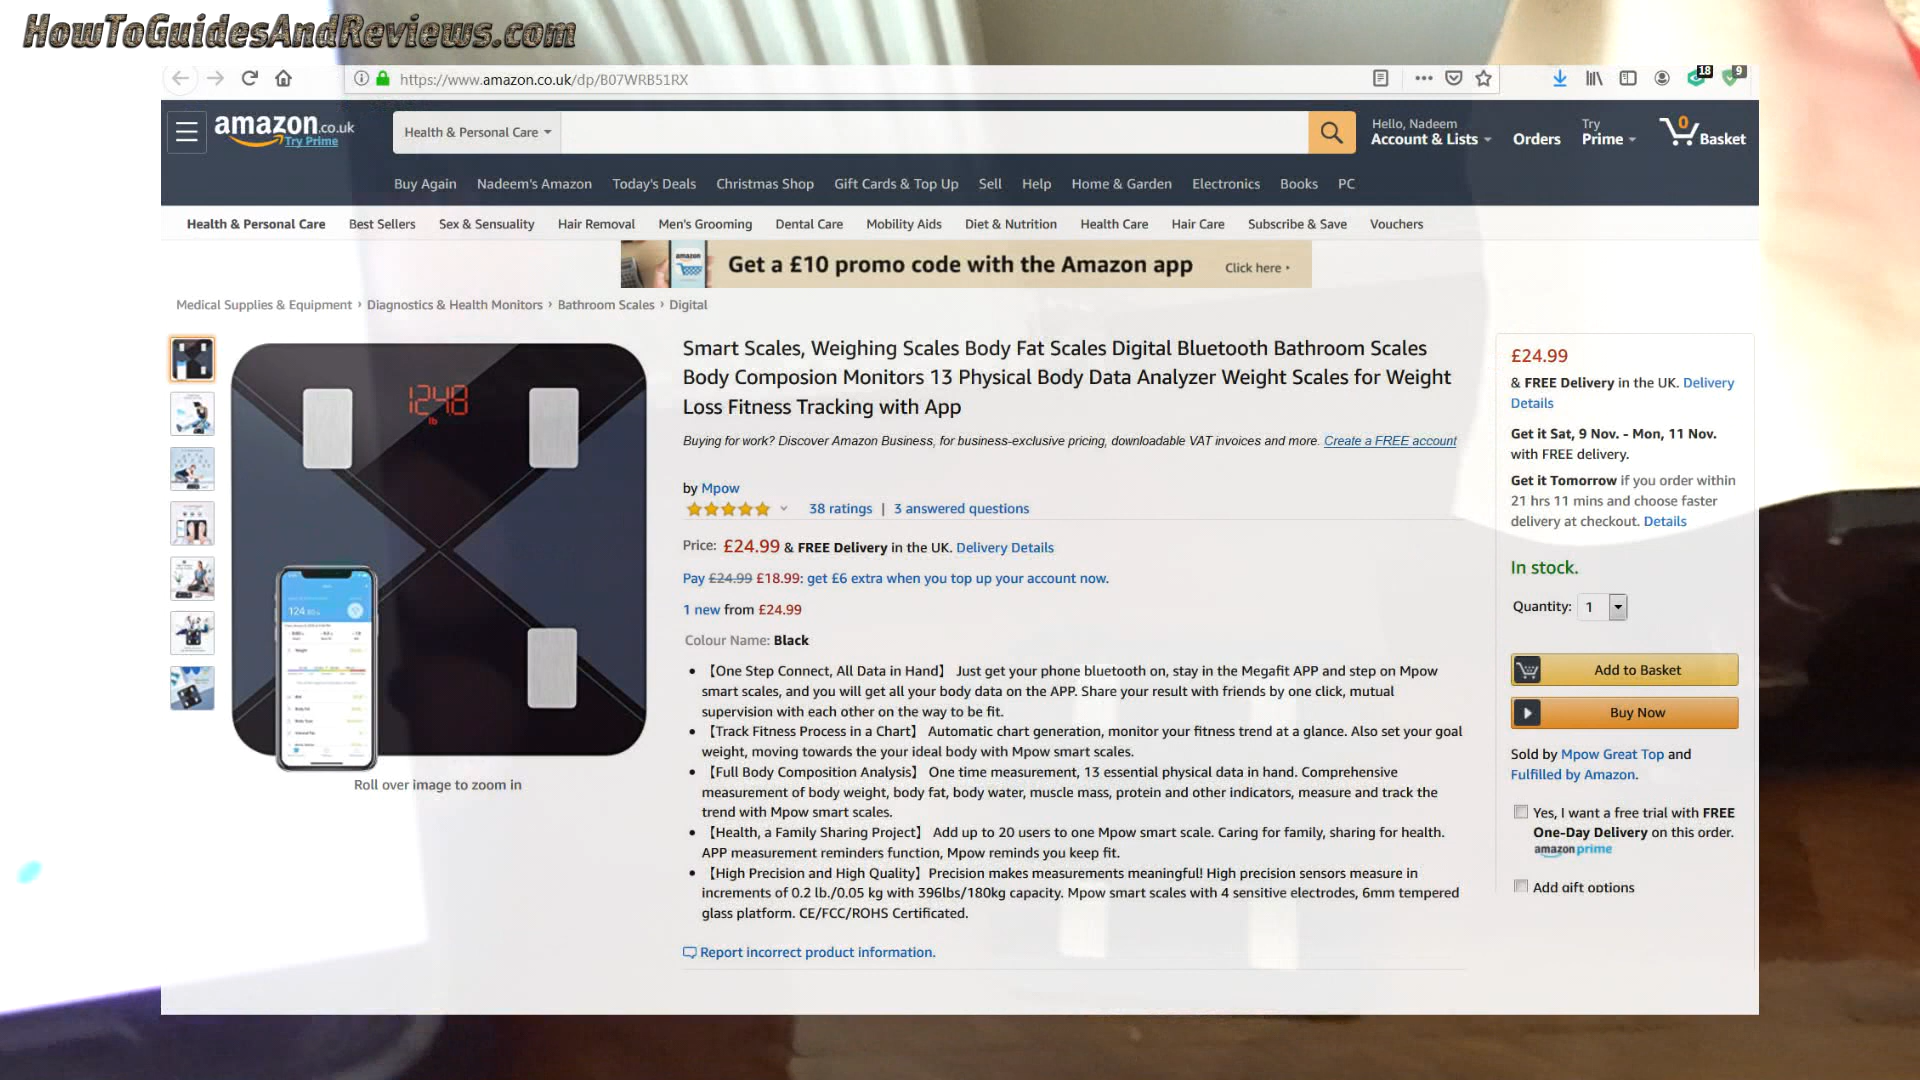 HowToGuidesAndReviews.com
https://www.amazon.co.uk/dp/B07WRB51RX
18
9
amazon.co.uk
Try Prime
Health & Personal Care
Hello, Nadeem
Account & Lists
Orders
Try
Prime
0
Basket
Buy Again Nadeem's Amazon Today's Deals Christmas Shop Gift Cards & Top Up Sell Help Home & Garden Electronics Books PC
Health & Personal Care Best Sellers Sex & Sensuality Hair Removal Men's Grooming Dental Care Mobility Aids Diet & Nutrition Health Care Hair Care Subscribe & Save Vouchers
amazon
Get a £10 promo code with the Amazon app Click here ›
Medical Supplies & Equipment › Diagnostics & Health Monitors › Bathroom Scales › Digital
1248
lb
Roll over image to zoom in
Smart Scales, Weighing Scales Body Fat Scales Digital Bluetooth Bathroom Scales
Body Composion Monitors 13 Physical Body Data Analyzer Weight Scales for Weight
Loss Fitness Tracking with App
Buying for work? Discover Amazon Business, for business-exclusive pricing, downloadable VAT invoices and more. Create a FREE account
by Mpow
38 ratings | 3 answered questions
Price: £24.99 & FREE Delivery in the UK. Delivery Details
Pay £24.99 £18.99: get £6 extra when you top up your account now.
1 new from £24.99
Colour Name: Black
• 【One Step Connect, All Data in Hand】 Just get your phone bluetooth on, stay in the Megafit APP and step on Mpow
smart scales, and you will get all your body data on the APP. Share your result with friends by one click, mutual
supervision with each other on the way to be fit.
• 【Track Fitness Process in a Chart】 Automatic chart generation, monitor your fitness trend at a glance. Also set your goal
weight, moving towards the your ideal body with Mpow smart scales.
• 【Full Body Composition Analysis】 One time measurement, 13 essential physical data in hand. Comprehensive
measurement of body weight, body fat, body water, muscle mass, protein and other indicators, measure and track the
trend with Mpow smart scales.
• 【Health, a Family Sharing Project】 Add up to 20 users to one Mpow smart scale. Caring for family, sharing for health.
APP measurement reminders function, Mpow reminds you keep fit.
• 【High Precision and High Quality】Precision makes measurements meaningful! High precision sensors measure in
increments of 0.2 lb./0.05 kg with 396lbs/180kg capacity. Mpow smart scales with 4 sensitive electrodes, 6mm tempered
glass platform. CE/FCC/ROHS Certificated.
Report incorrect product information.
£24.99
& FREE Delivery in the UK. Delivery
Details
Get it Sat, 9 Nov. - Mon, 11 Nov.
with FREE delivery.
Get it Tomorrow if you order within
21 hrs 11 mins and choose faster
delivery at checkout. Details
In stock.
Quantity: 1
Add to Basket
Buy Now
Sold by Mpow Great Top and
Fulfilled by Amazon.
Yes, I want a free trial with FREE
One-Day Delivery on this order.
amazon prime
Add gift options